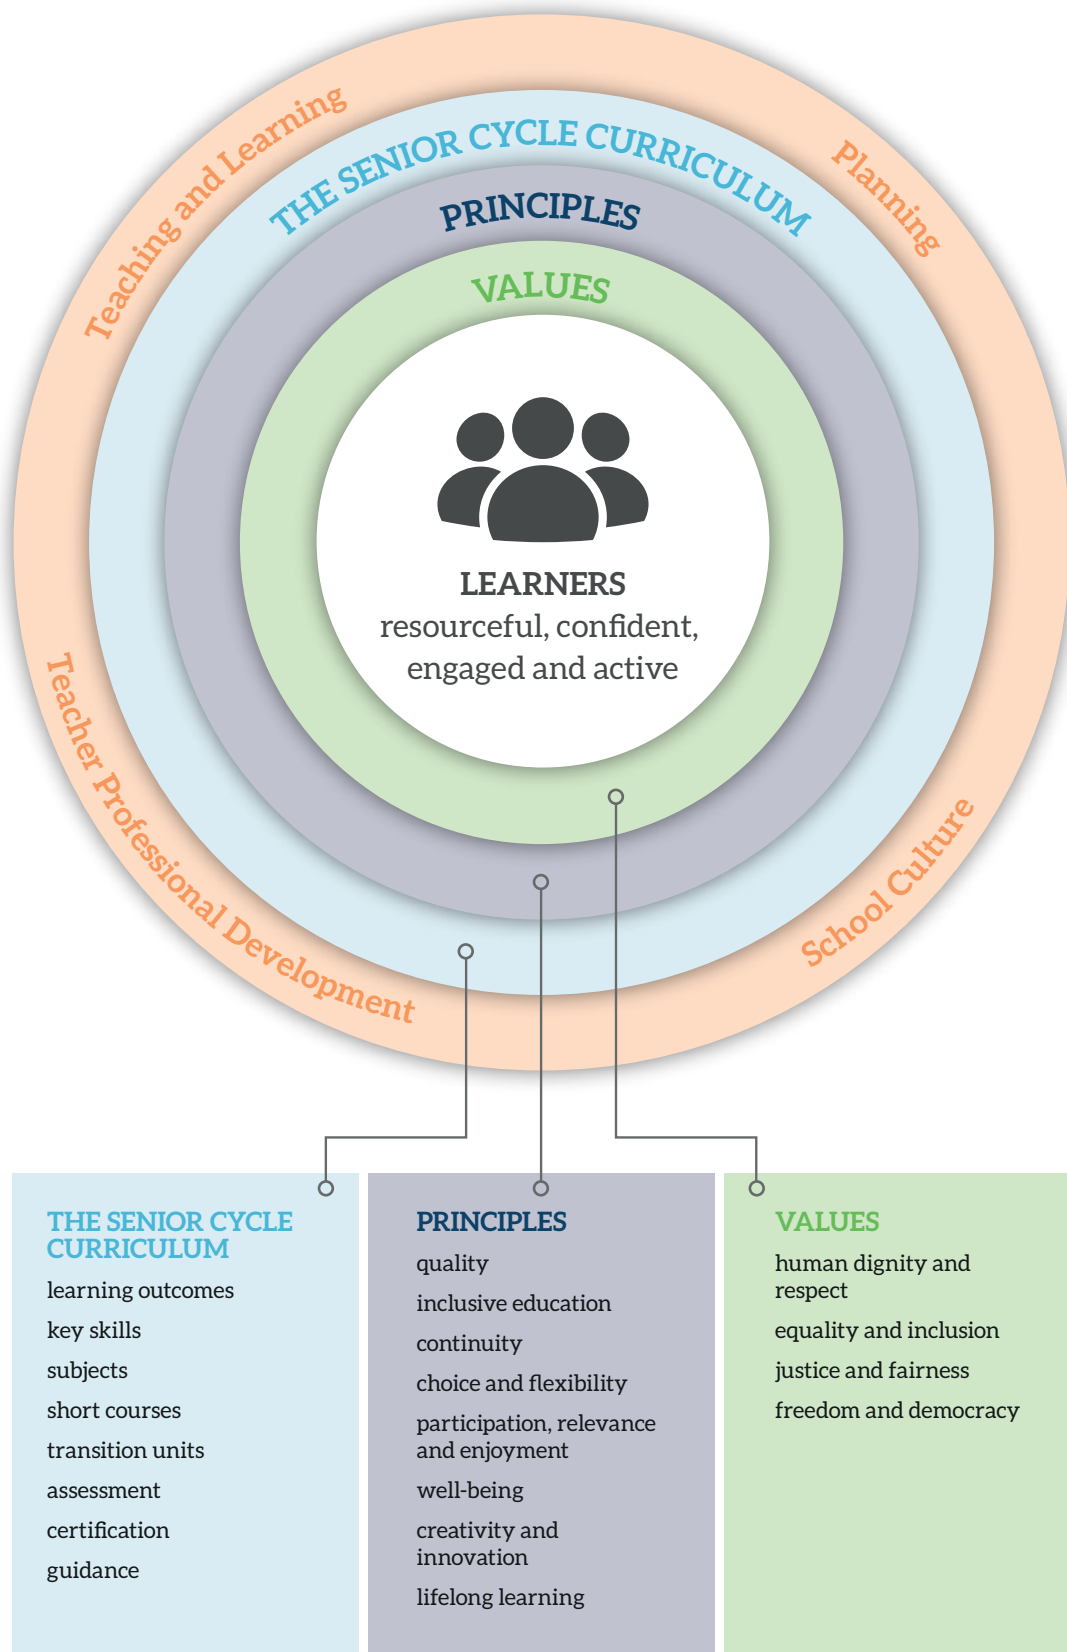 Teaching and Learning
Planning
THE SENIOR CYCLE CURRICULUM
PRINCIPLES
VALUES
LEARNERS
resourceful, confident,
engaged and active
Teacher Professional Development
School Culture
THE SENIOR CYCLE
CURRICULUM
learning outcomes
key skills
subjects
short courses
transition units
assessment
certification
guidance
PRINCIPLES
quality
inclusive education
continuity
choice and flexibility
participation, relevance
and enjoyment
well-being
creativity and
innovation
lifelong learning
VALUES
human dignity and
respect
equality and inclusion
justice and fairness
freedom and democracy